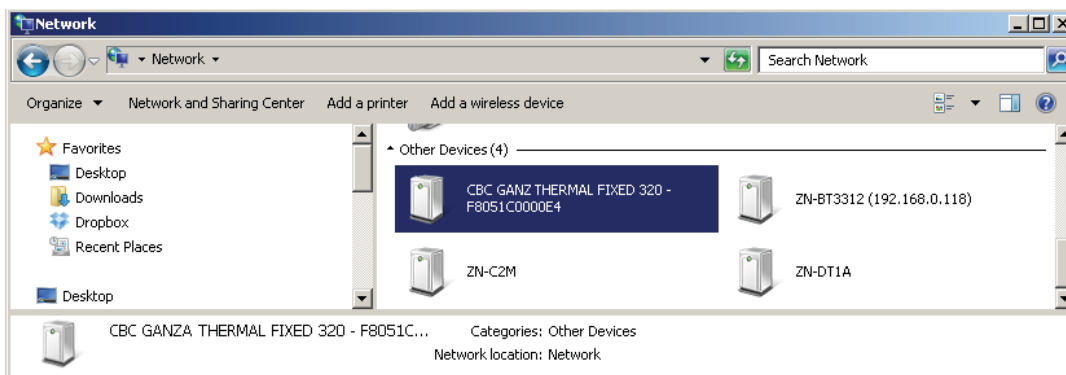 Network
Network
Search Network
Organize
Network and Sharing Center
Add a printer
Add a wireless device
Favorites
Desktop
Downloads
Dropbox
Recent Places
Desktop
Other Devices (4)
CBC GANZ THERMAL FIXED 320 -
F8051C0000E4
ZN-BT3312 (192.168.0.118)
ZN-C2M
ZN-DT1A
CBC GANZA THERMAL FIXED 320 - F8051C...
Categories: Other Devices
Network location: Network